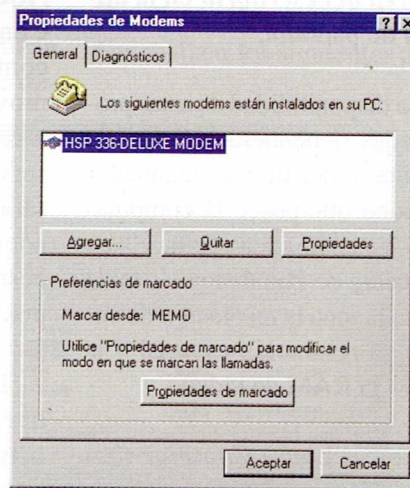 Propiedades de Modems
General Diagnósticos
Los siguientes modems están instalados en su PC:
HSP 336-DELUXE MODEM
Agregar... Quitar Propiedades
Preferencias de marcado
Marcar desde: MEMO
Utilice "Propiedades de marcado" para modificar el
modo en que se marcan las llamadas.
Propiedades de marcado
Aceptar Cancelar